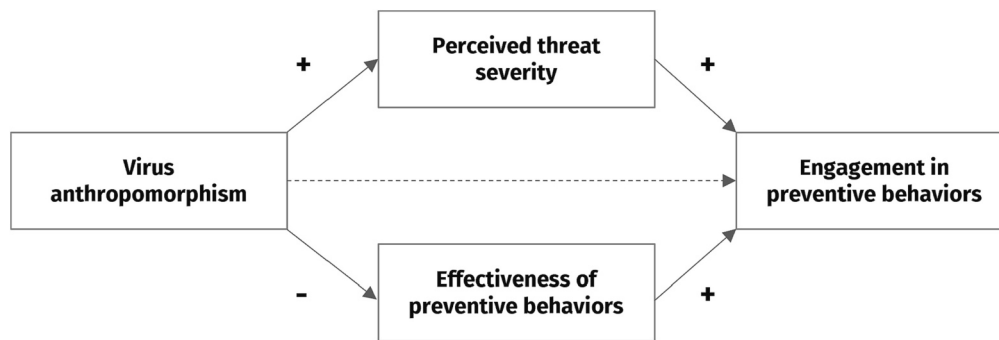 Perceived threat
severity
+
+
Virus
anthropomorphism
Engagement in
preventive behaviors
Effectiveness of
preventive behaviors
-
+